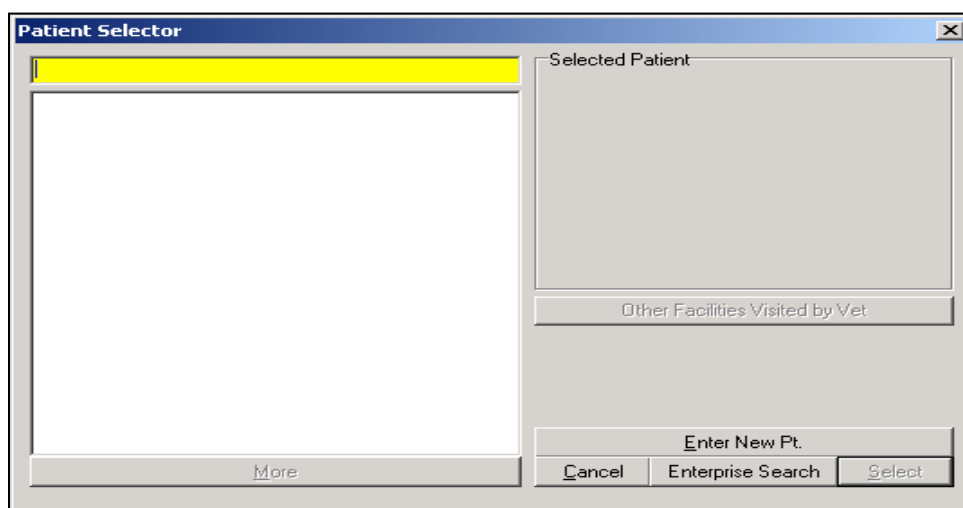 Patient Selector
Selected Patient
Other Facilities Visited by Vet
Enter New Pt.
More
Cancel
Enterprise Search
Select